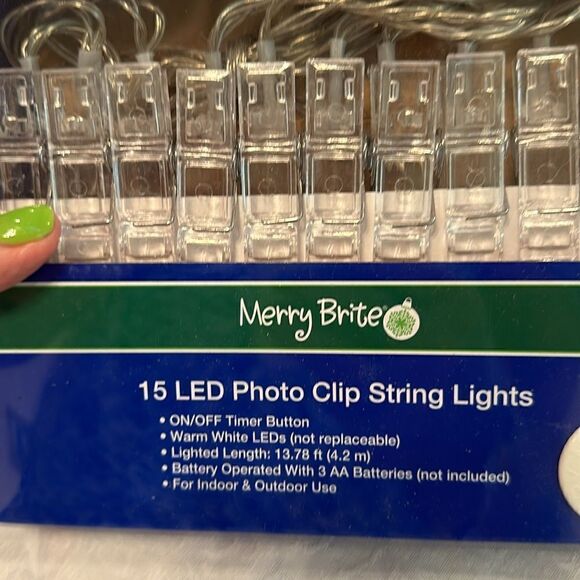 Merry Brite®
15 LED Photo Clip String Lights
• ON/OFF Timer Button
• Warm White LEDs (not replaceable)
• Lighted Length: 13.78 ft (4.2 m)
• Battery Operated With 3 AA Batteries (not included)
• For Indoor & Outdoor Use